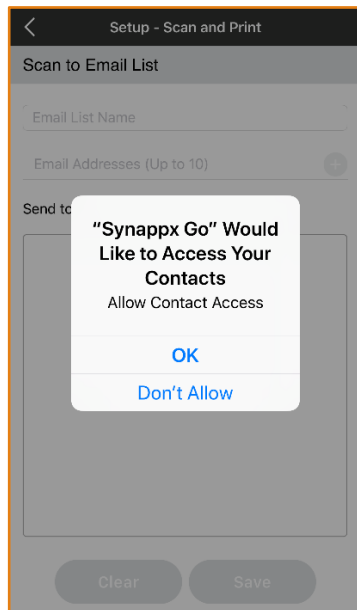 Setup - Scan and Print
Scan to Email List
Email List Name
Email Addresses (Up to 10)
Send to
“Synappx Go” Would
Like to Access Your
Contacts
Allow Contact Access
OK
Don’t Allow
Clear
Save